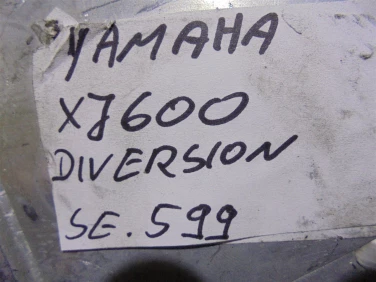 YAMAHA
XJ600
DIVERSION
SE. 599